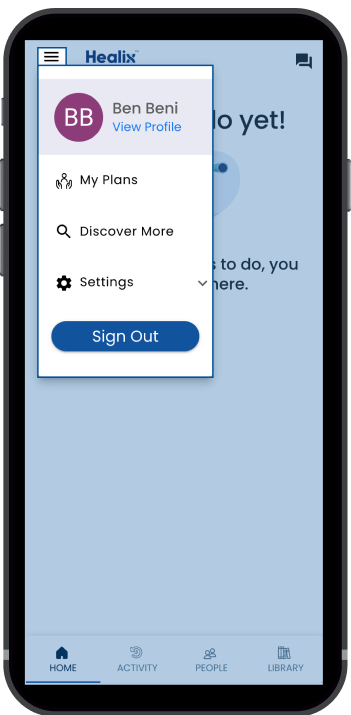 Healix™
lo yet!
BB
Ben Beni
View Profile
My Plans
Discover More
s to do, you
Settings
here.
Sign Out
HOME
ACTIVITY
PEOPLE
LIBRARY